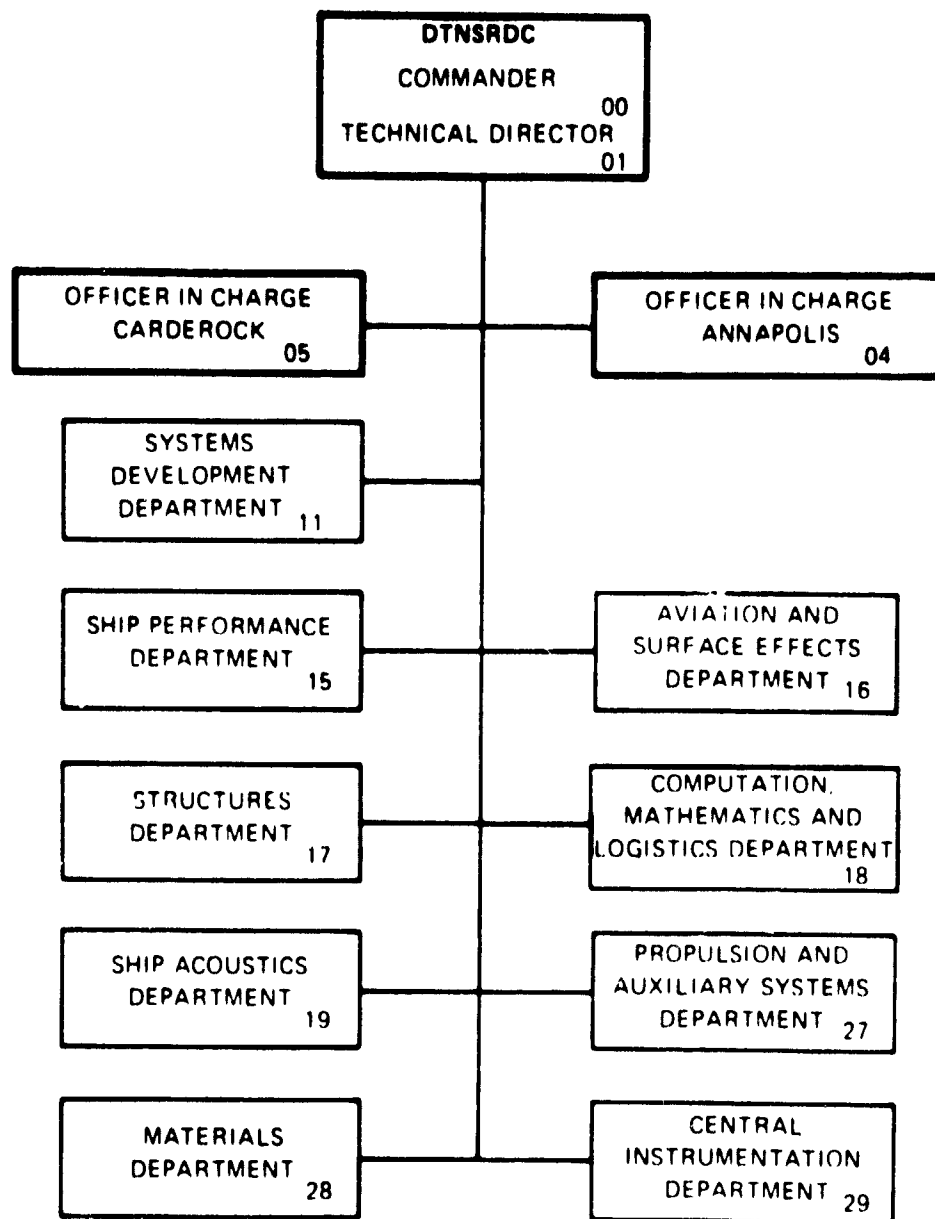 DTNSRDC
COMMANDER
00
TECHNICAL DIRECTOR
01
OFFICER IN CHARGE
CARDEROCK
05
OFFICER IN CHARGE
ANNAPOLIS
04
SYSTEMS
DEVELOPMENT
DEPARTMENT
11
SHIP PERFORMANCE
DEPARTMENT
15
AVIATION AND
SURFACE EFFECTS
DEPARTMENT
16
STRUCTURES
DEPARTMENT
17
COMPUTATION,
MATHEMATICS AND
LOGISTICS DEPARTMENT
18
SHIP ACOUSTICS
DEPARTMENT
19
PROPULSION AND
AUXILIARY SYSTEMS
DEPARTMENT
27
MATERIALS
DEPARTMENT
28
CENTRAL
INSTRUMENTATION
DEPARTMENT
29